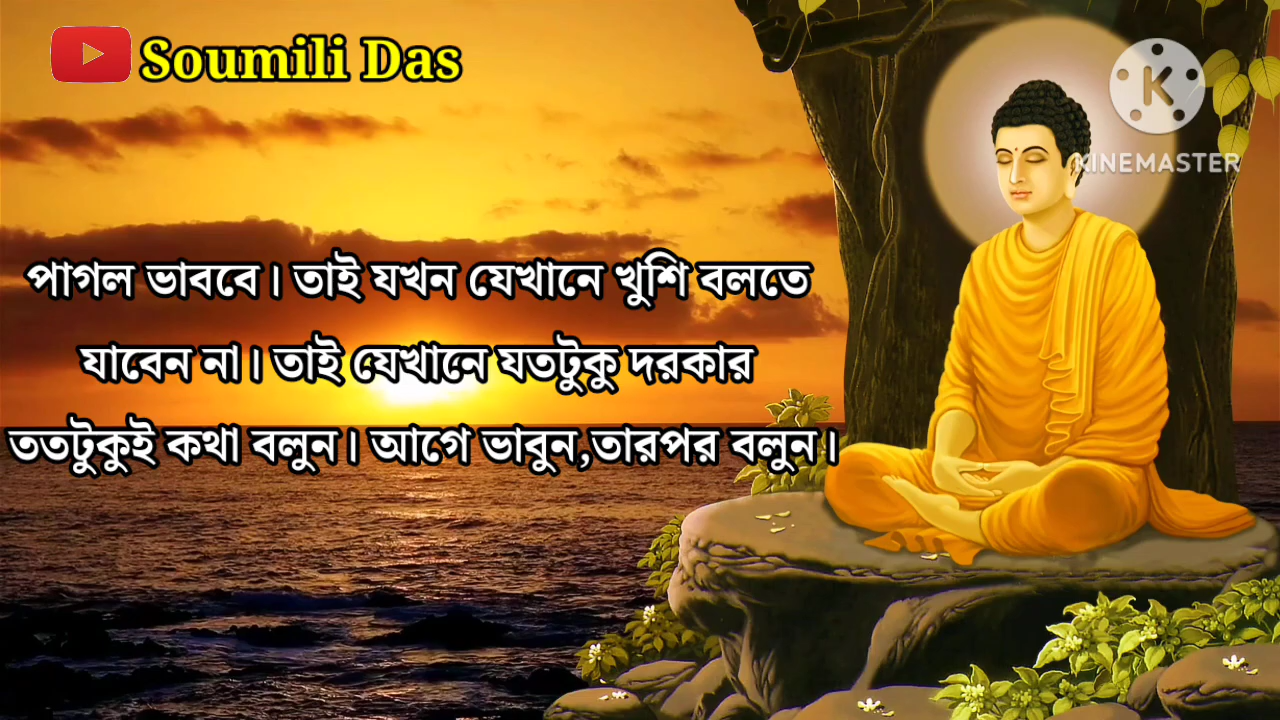 Soumili Das
KINEMASTER
পাগল ভাববে। তাই যখন যেখানে খুশি বলতে
যাবেন না। তাই যেখানে যতটুকু দরকার
ততটুকুই কথা বলুন। আগে ভাবুন,তারপর বলুন।